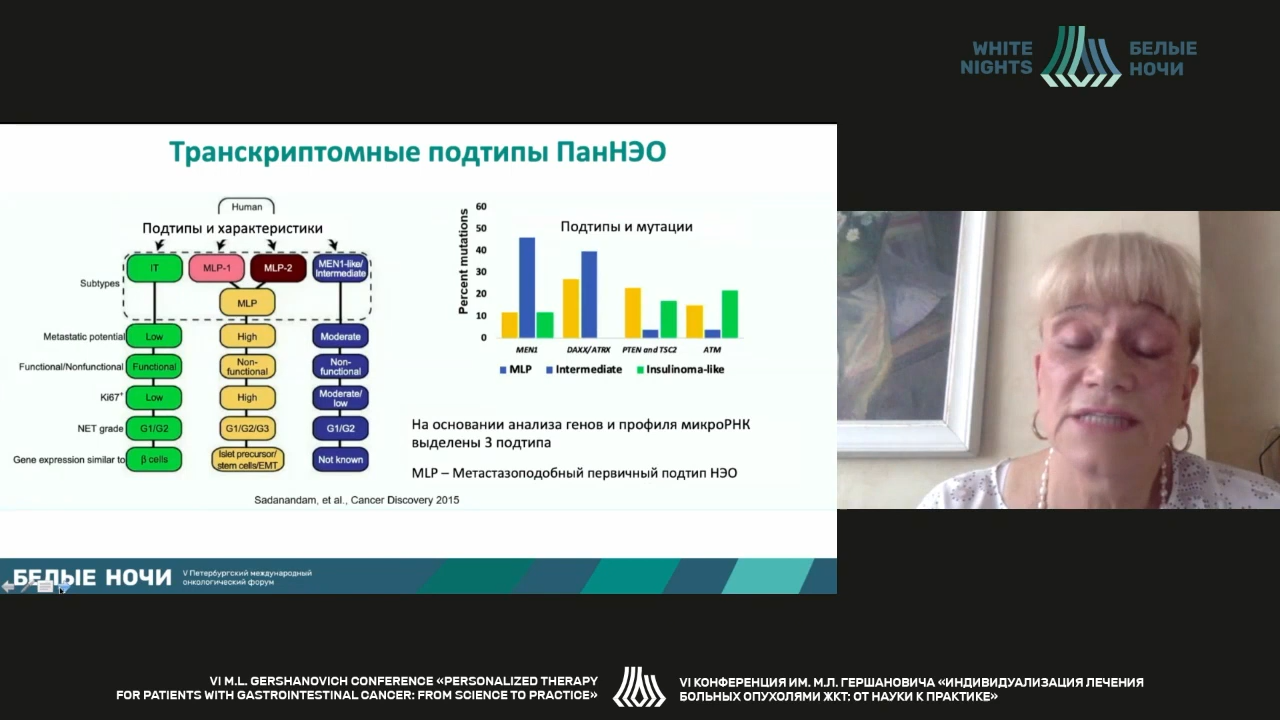 WHITE
NIGHTS
БЕЛЫЕ
НОЧИ
Транскриптомные подтипы ПанНЭО
Human
Подтипы и характеристики
Subtypes
IT
MLP-1
MLP-2
MEN1-like/
Intermediate
MLP
Metastatic potential
Low
High
Moderate
Functional/Nonfunctional
Functional
Non-
functional
Non-
functional
Ki67⁺
Low
High
Moderate/
low
NET grade
G1/G2
G1/G2/G3
G1/G2
Gene expression similar to
β cells
Islet precursor/
stem cells/EMT
Not known
Sadanandam, et al., Cancer Discovery 2015
Подтипы и мутации
Percent mutations
60
50
40
30
20
10
0
MEN1
DAXX/ATRX
PTEN and TSC2
ATM
MLP
Intermediate
Insulinoma-like
На основании анализа генов и профиля микроРНК
выделены 3 подтипа
MLP – Метастазоподобный первичный подтип НЭО
БЕЛЫЕ НОЧИ
V Петербургский международный
онкологический форум
VI M.L. GERSHANOVICH CONFERENCE «PERSONALIZED THERAPY
FOR PATIENTS WITH GASTROINTESTINAL CANCER: FROM SCIENCE TO PRACTICE»
VI КОНФЕРЕНЦИЯ ИМ. М.Л. ГЕРШАНОВИЧА «ИНДИВИДУАЛИЗАЦИЯ ЛЕЧЕНИЯ
БОЛЬНЫХ ОПУХОЛЯМИ ЖКТ: ОТ НАУКИ К ПРАКТИКЕ»